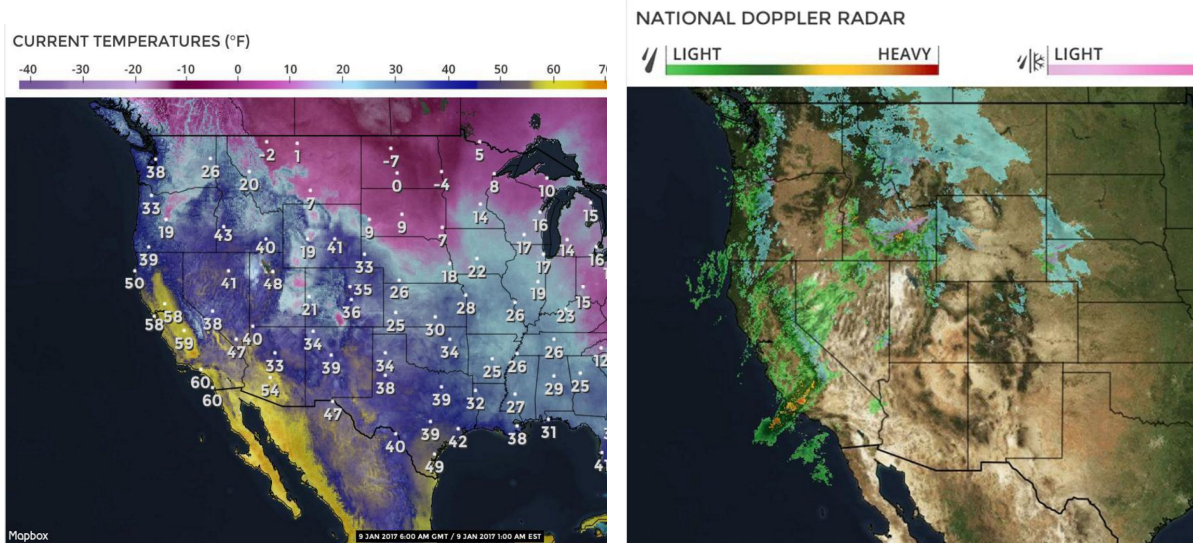 CURRENT TEMPERATURES (°F)
-40 -30 -20 -10 0 10 20 30 40 50 60 70
-2 1 -7 5
38 26 20 0 -4 8 10
33 19 7 9 9 14 16 15
43 40 19 41 7 17 14 16
39 33 18 22 17
50 41 48 35 26 28 19 15
58 58 38 21 36 25 30 26 23
59 47 40 34 34 26 12
33 39 34 25 26
60 54 38 39 32 29 25
60 47 27
40 39 42 38 31
49
Mapbox
9 JAN 2017 6:00 AM GMT / 9 JAN 2017 1:00 AM EST
NATIONAL DOPPLER RADAR
LIGHT HEAVY
LIGHT